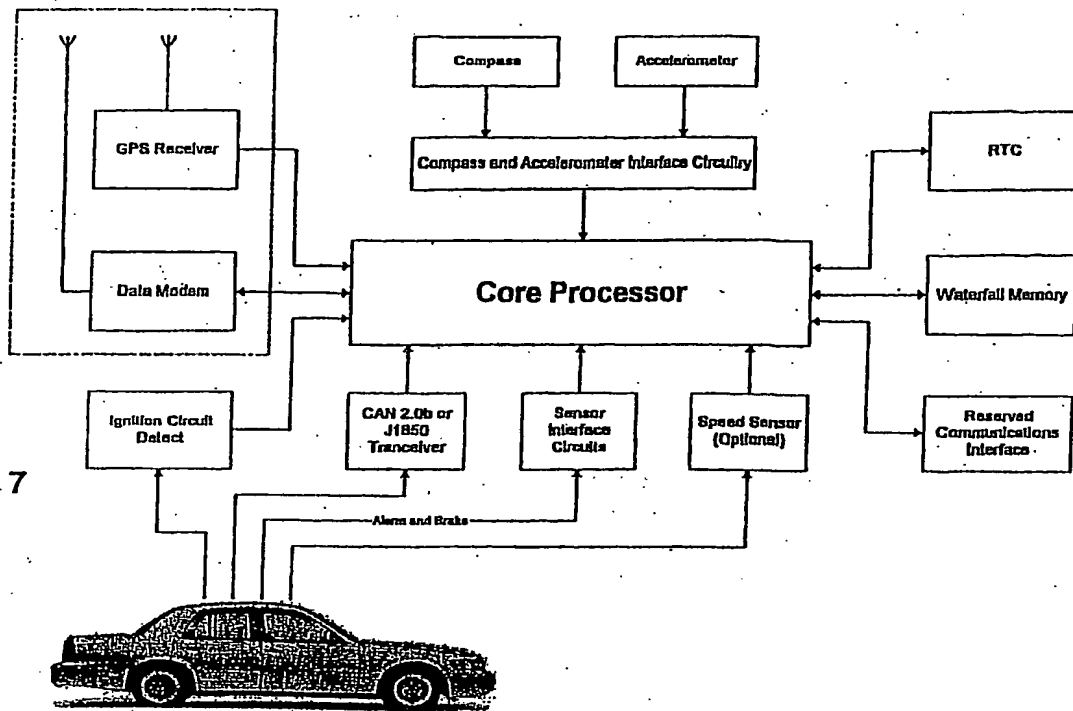 Compass
Accelerometer
GPS Receiver
Compass and Accelerometer Interface Circuitry
RTC
Core Processor
Data Modem
Waterfall Memory
Ignition Circuit
Detect
CAN 2.0b or
J1850
Tranceiver
Sensor
Interface
Circuits
Speed Sensor
(Optional)
Reserved
Communications
Interface
7
Alarm and Brake